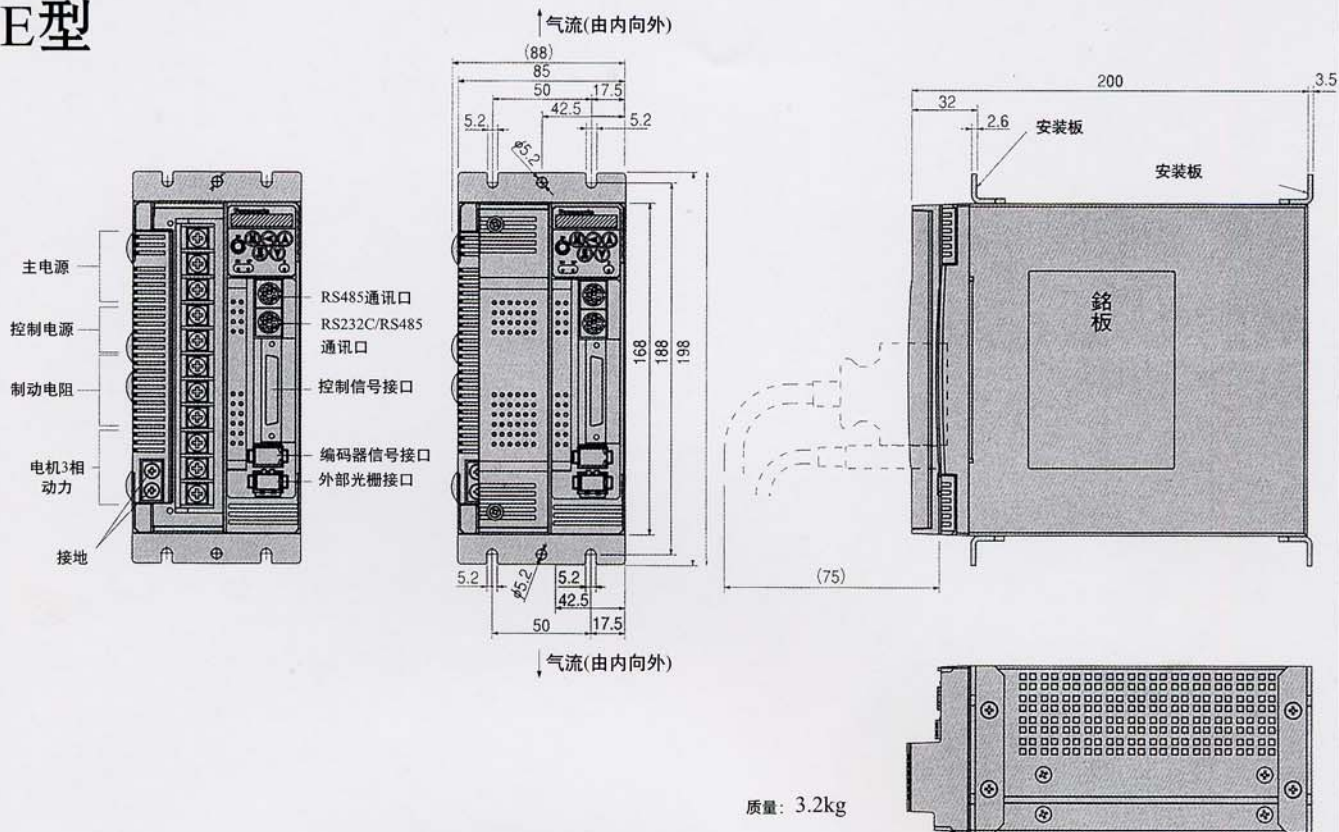 E型
气流(由内向外)
(88)
85
50 17.5
42.5
5.2 5.2
φ5.2
200 3.5
32
2.6
安装板
安装板
主电源
控制电源
制动电阻
电机3相
动力
接地
RS485通讯口
RS232C/RS485
通讯口
控制信号接口
编码器信号接口
外部光栅接口
Panasonic
168
188
198
銘板
(75)
5.2 φ5.2 5.2
42.5
50 17.5
气流(由内向外)
质量: 3.2kg